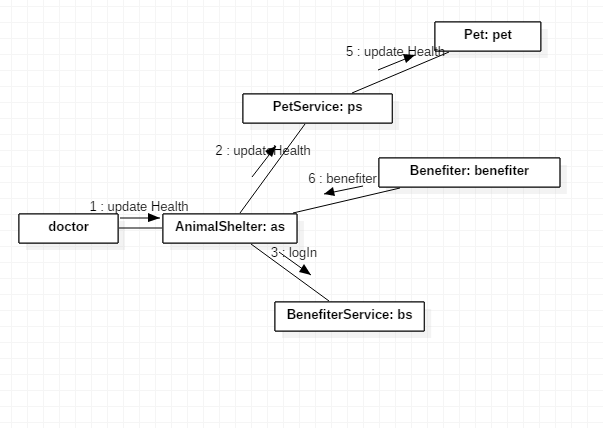 Pet: pet
5 : update Health
PetService: ps
2 : update Health
Benefiter: benefiter
6 : benefiter
1 : update Health
doctor
AnimalShelter: as
3 : logIn
BenefiterService: bs